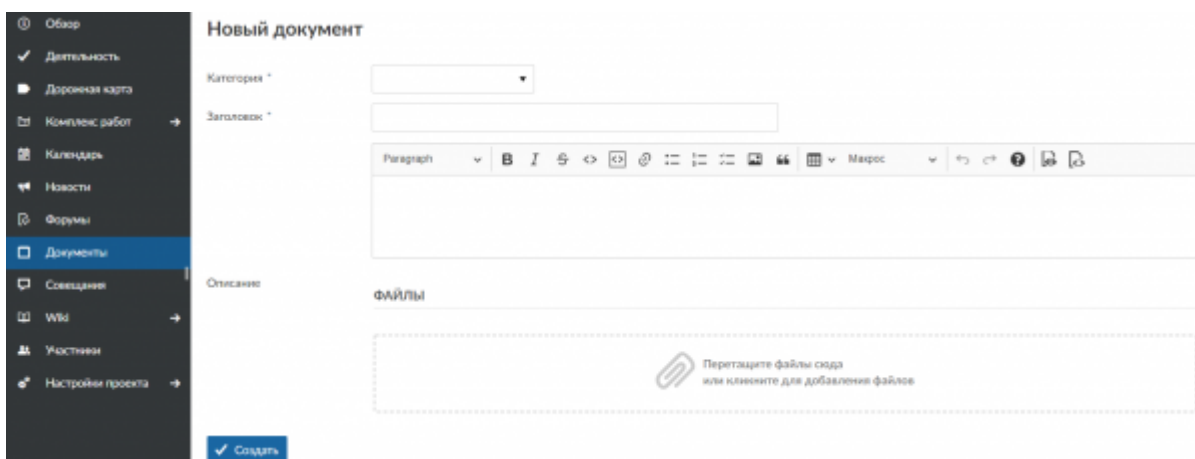 Обзор
Деятельность
Дорожная карта
Комплекс работ
Календарь
Новости
Форумы
Документы
Совещания
Wiki
Участники
Настройки проекта
Новый документ
Категория *
Заголовок *
Paragraph
Макрос
Описание
ФАЙЛЫ
Перетащите файлы сюда
или кликните для добавления файлов
Создать